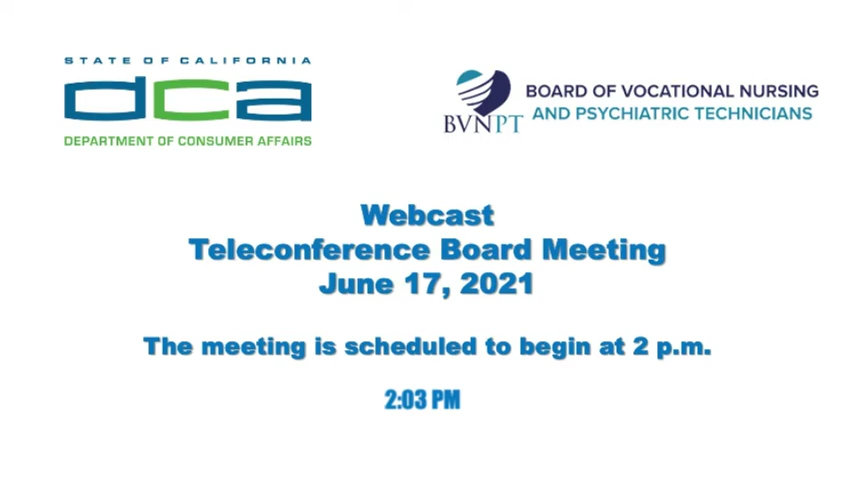 STATE OF CALIFORNIA
dca
DEPARTMENT OF CONSUMER AFFAIRS
BVNPT
BOARD OF VOCATIONAL NURSING
AND PSYCHIATRIC TECHNICIANS
Webcast
Teleconference Board Meeting
June 17, 2021
The meeting is scheduled to begin at 2 p.m.
2:03 PM